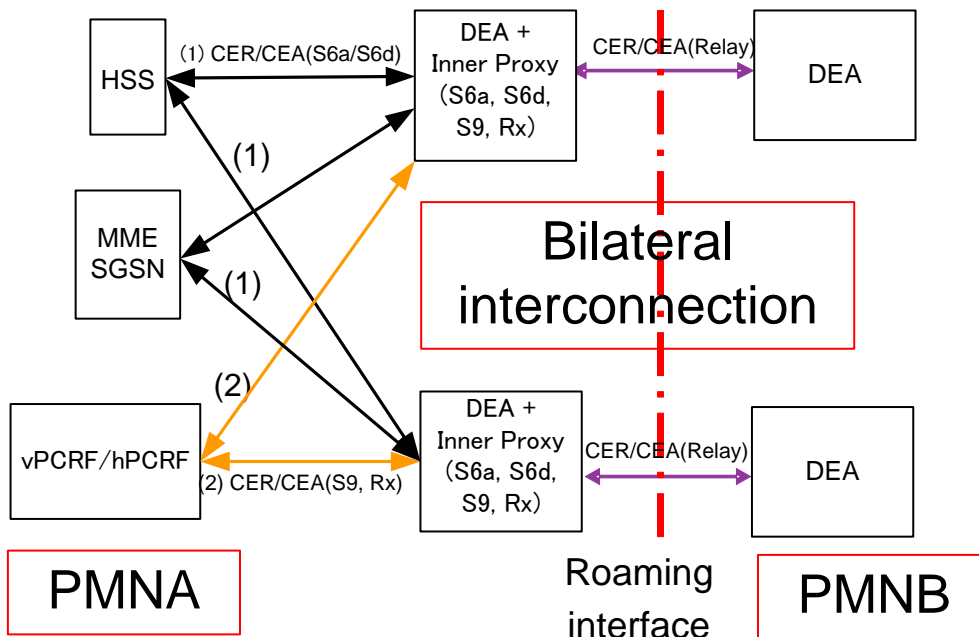 HSS
(1) CER/CEA(S6a/S6d)
DEA +
Inner Proxy
(S6a, S6d,
S9, Rx)
CER/CEA(Relay)
DEA
(1)
MME
SGSN
(1)
Bilateral
interconnection
(2)
vPCRF/hPCRF
(2) CER/CEA(S9, Rx)
DEA +
Inner Proxy
(S6a, S6d,
S9, Rx)
CER/CEA(Relay)
DEA
PMNA
Roaming
interface
PMNB